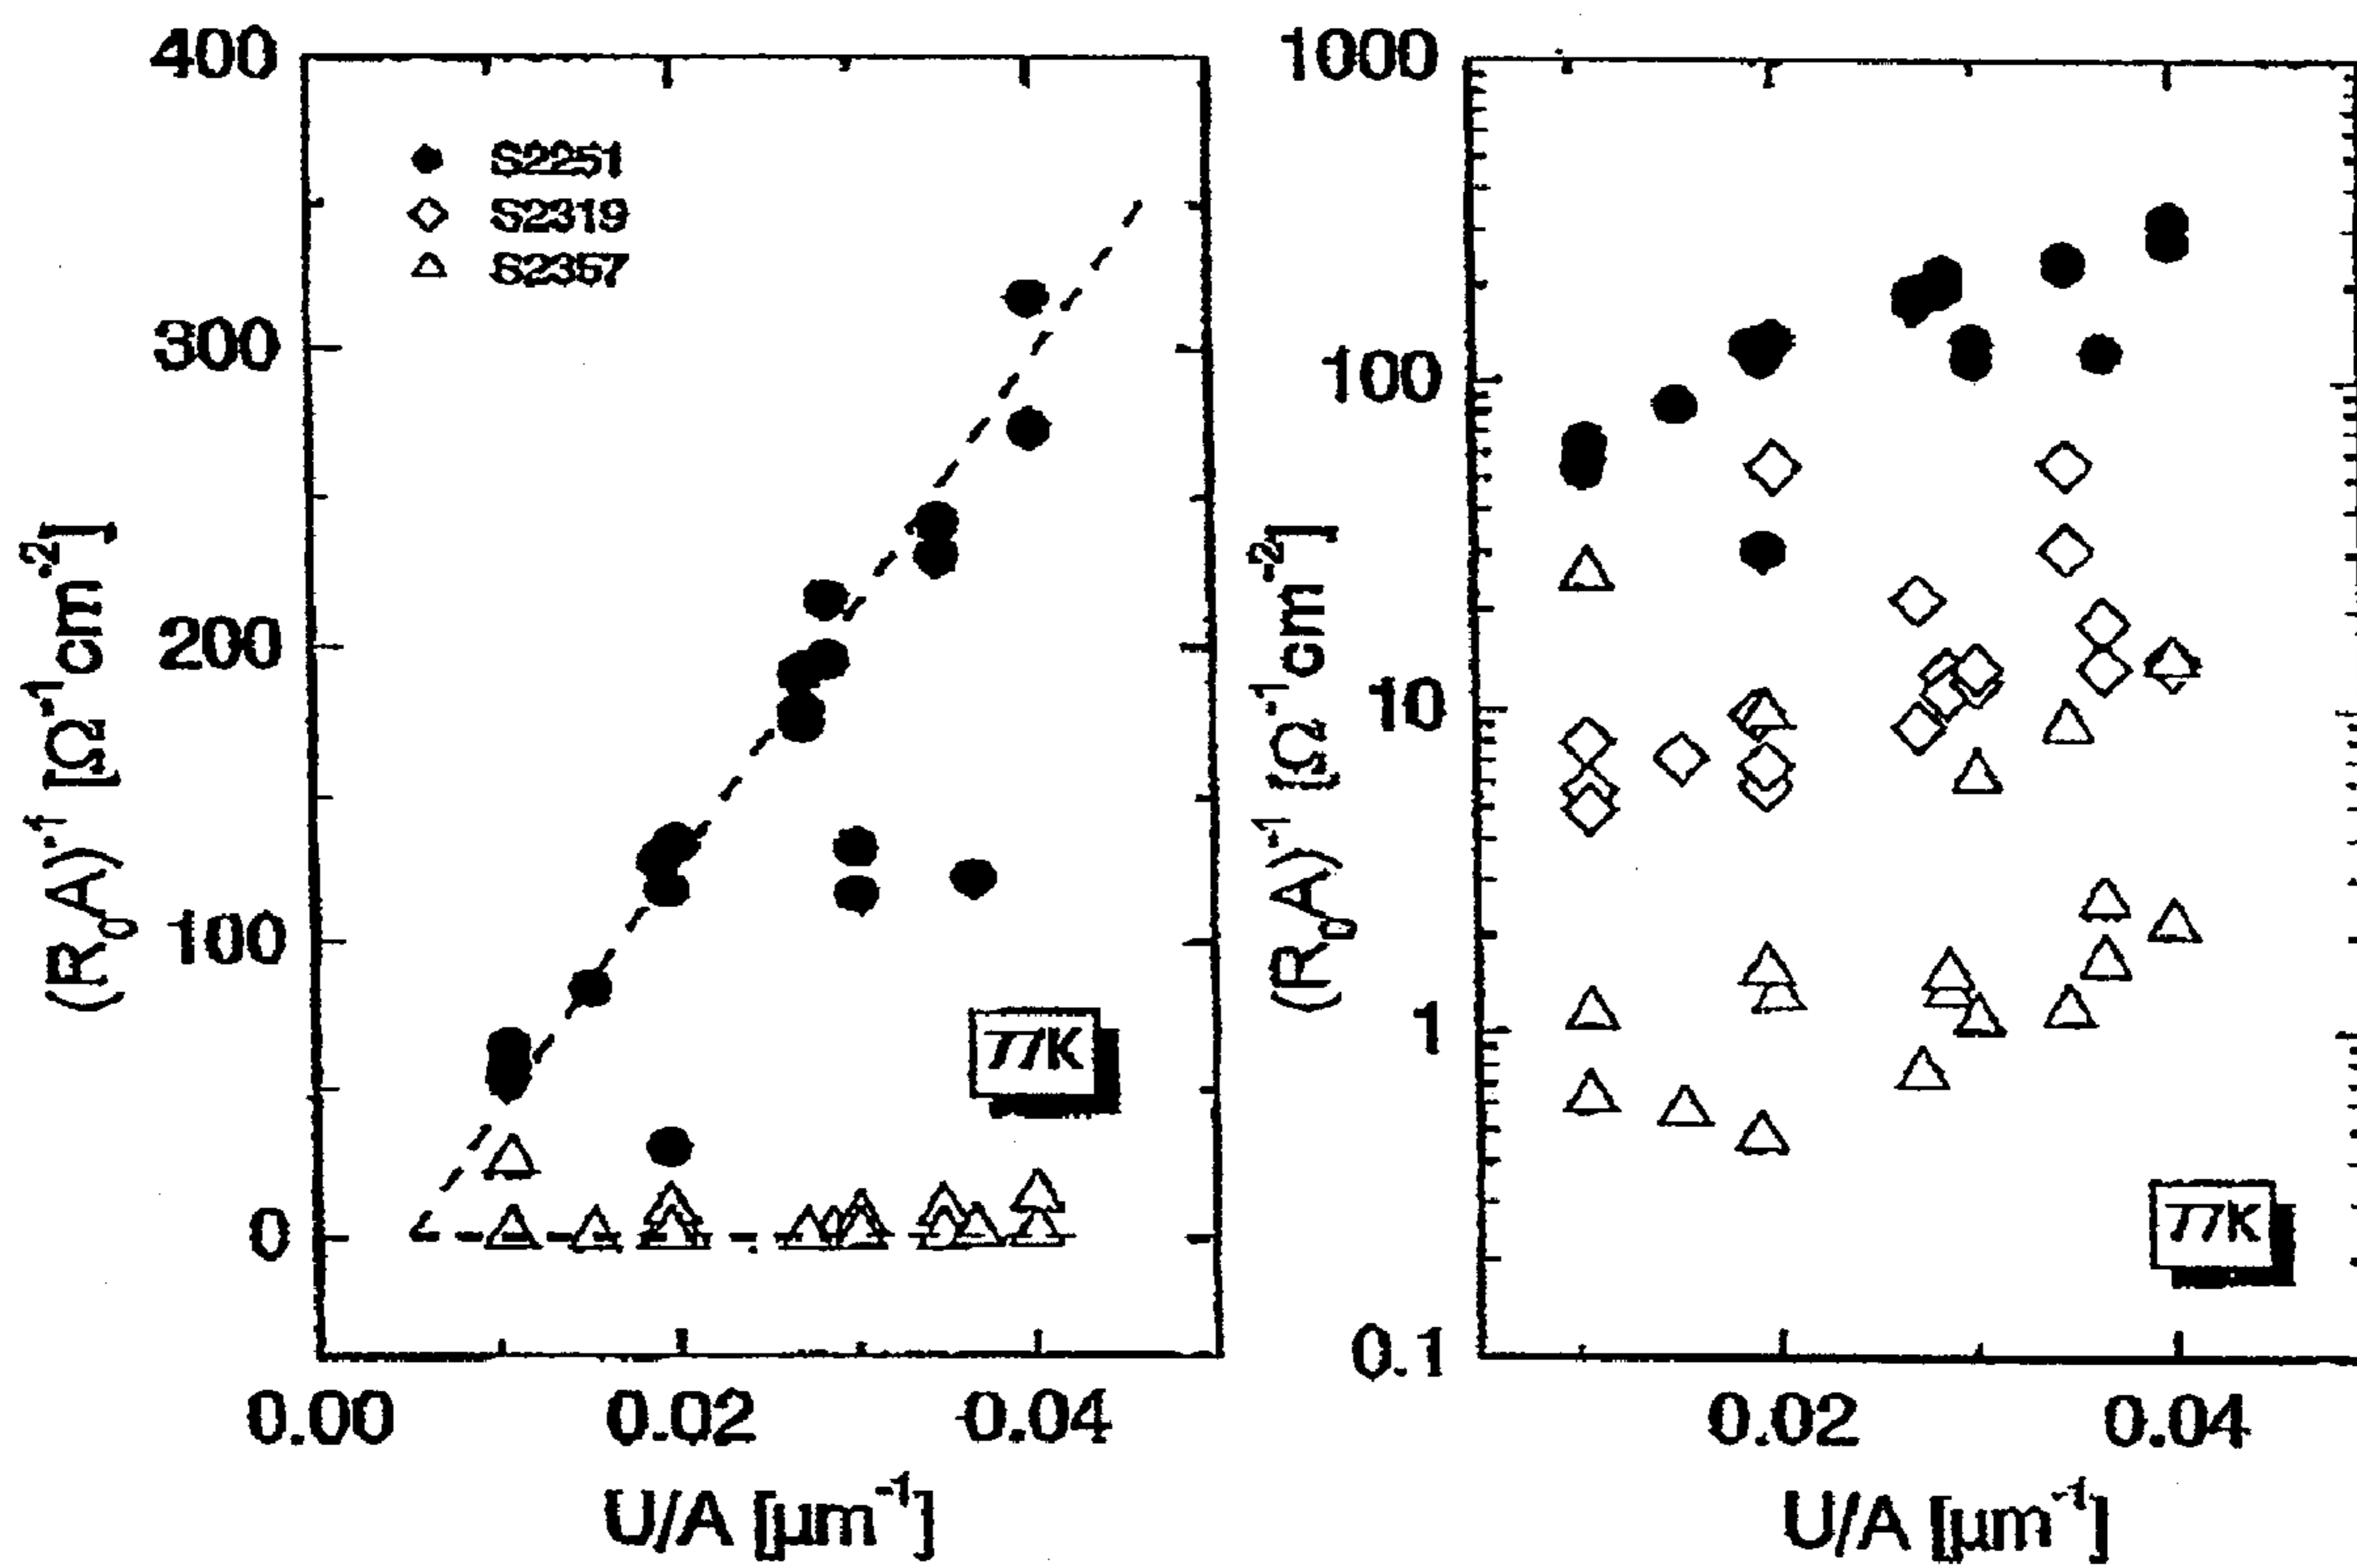 400
300
200
100
0
S2251
S2319
S2357
77K
0.00 0.02 0.04
U/A [µm⁻¹]
(R₀A)⁻¹ [Ω⁻¹cm⁻²]
1000
100
10
1
0.1
77K
0.02 0.04
U/A [µm⁻¹]
(R₀A)⁻¹ [Ω⁻¹cm⁻²]